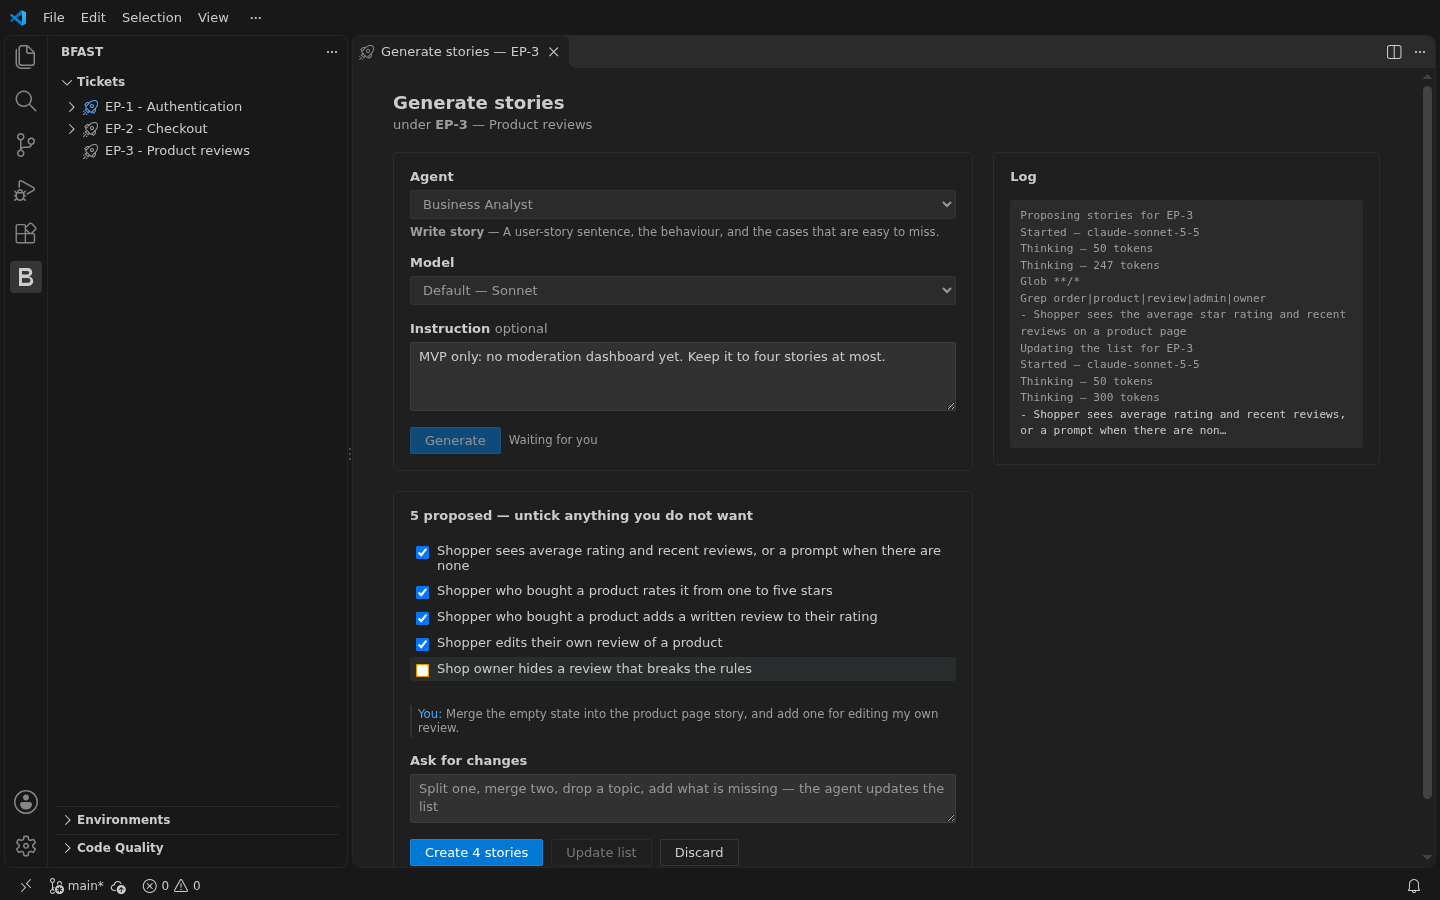 File Edit Selection View ···
BFAST ···
Tickets
EP-1 - Authentication
EP-2 - Checkout
EP-3 - Product reviews
Environments
Code Quality
Generate stories — EP-3
Generate stories
under EP-3 — Product reviews
Agent
Business Analyst
Write story — A user-story sentence, the behaviour, and the cases that are easy to miss.
Model
Default — Sonnet
Instruction optional
MVP only: no moderation dashboard yet. Keep it to four stories at most.
Generate Waiting for you
5 proposed — untick anything you do not want
Shopper sees average rating and recent reviews, or a prompt when there are
none
Shopper who bought a product rates it from one to five stars
Shopper who bought a product adds a written review to their rating
Shopper edits their own review of a product
Shop owner hides a review that breaks the rules
You: Merge the empty state into the product page story, and add one for editing my own
review.
Ask for changes
Split one, merge two, drop a topic, add what is missing — the agent updates the
list
Create 4 stories Update list Discard
Log
Proposing stories for EP-3
Started — claude-sonnet-5-5
Thinking — 50 tokens
Thinking — 247 tokens
Glob **/*
Grep order|product|review|admin|owner
- Shopper sees the average star rating and recent
reviews on a product page
Updating the list for EP-3
Started — claude-sonnet-5-5
Thinking — 50 tokens
Thinking — 300 tokens
- Shopper sees average rating and recent reviews,
or a prompt when there are non…
main* 0 0